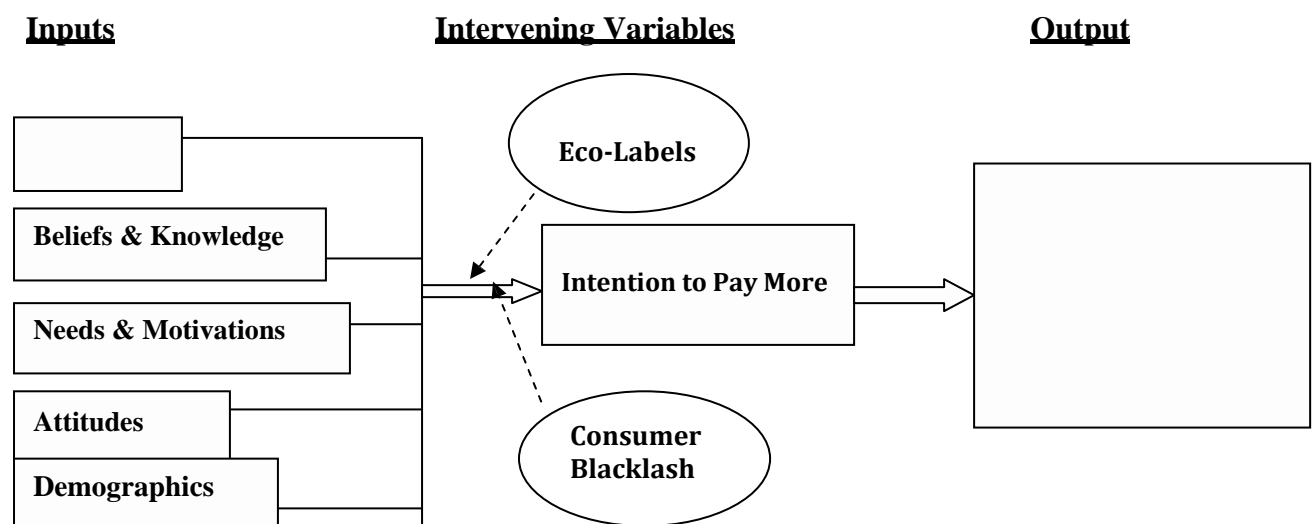 Inputs
Intervening Variables
Output
Eco-Labels
Beliefs & Knowledge
Intention to Pay More
Needs & Motivations
Attitudes
Consumer
Blacklash
Demographics